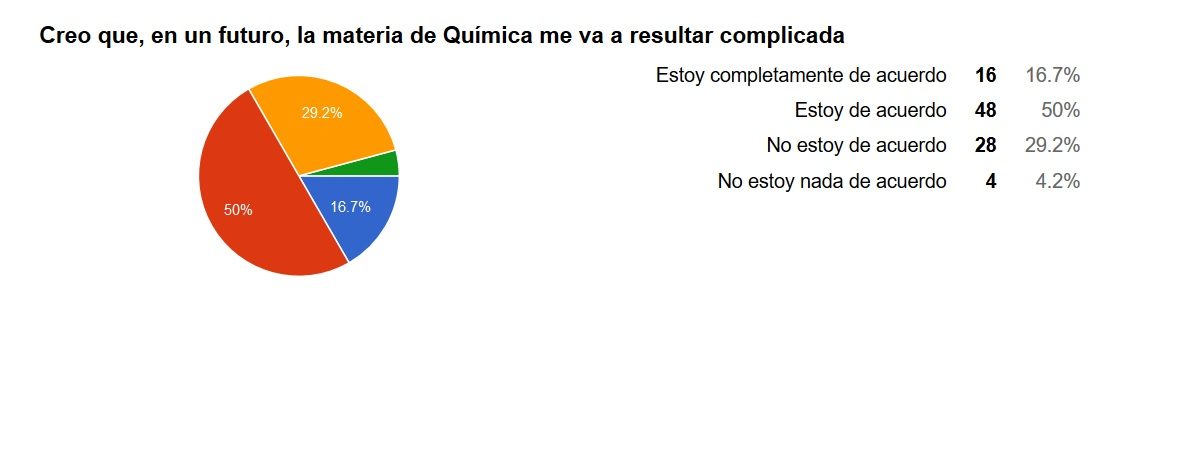 Creo que, en un futuro, la materia de Química me va a resultar complicada
29.2%
50%
16.7%
Estoy completamente de acuerdo 16 16.7%
Estoy de acuerdo 48 50%
No estoy de acuerdo 28 29.2%
No estoy nada de acuerdo 4 4.2%